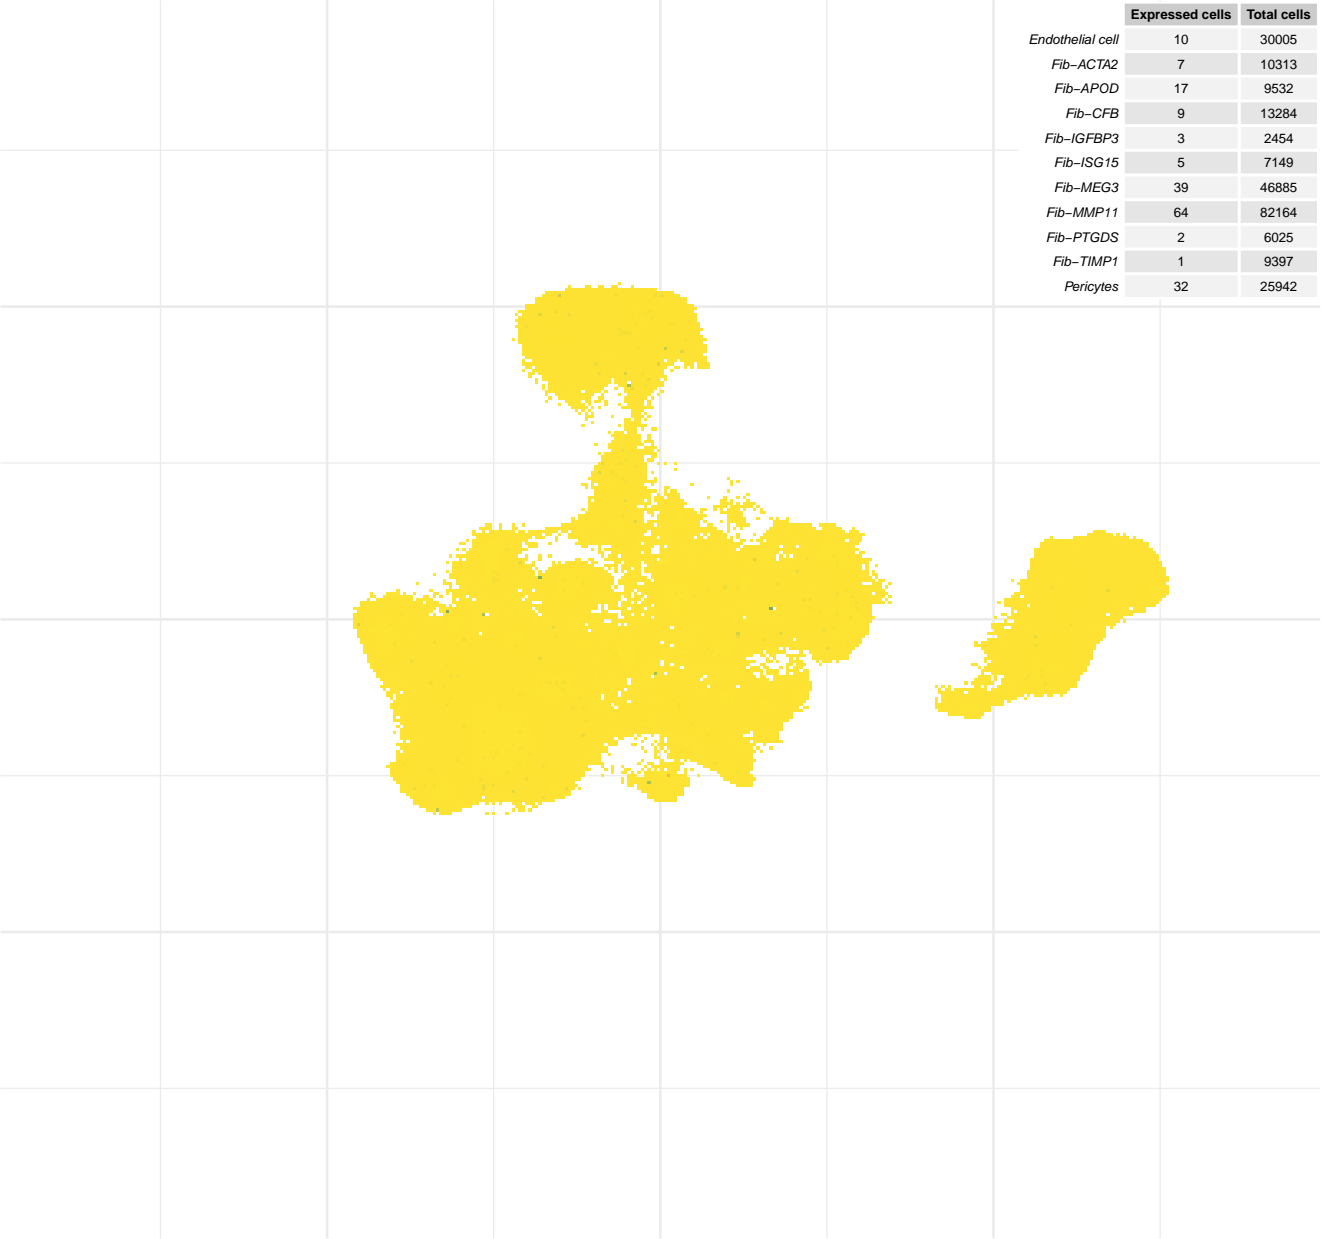 Expressed cells Total cells
Endothelial cell 10 30005
Fib−ACTA2 7 10313
Fib−APOD 17 9532
Fib−CFB 9 13284
Fib−IGFBP3 3 2454
Fib−ISG15 5 7149
Fib−MEG3 39 46885
Fib−MMP11 64 82164
Fib−PTGDS 2 6025
Fib−TIMP1 1 9397
Pericytes 32 25942